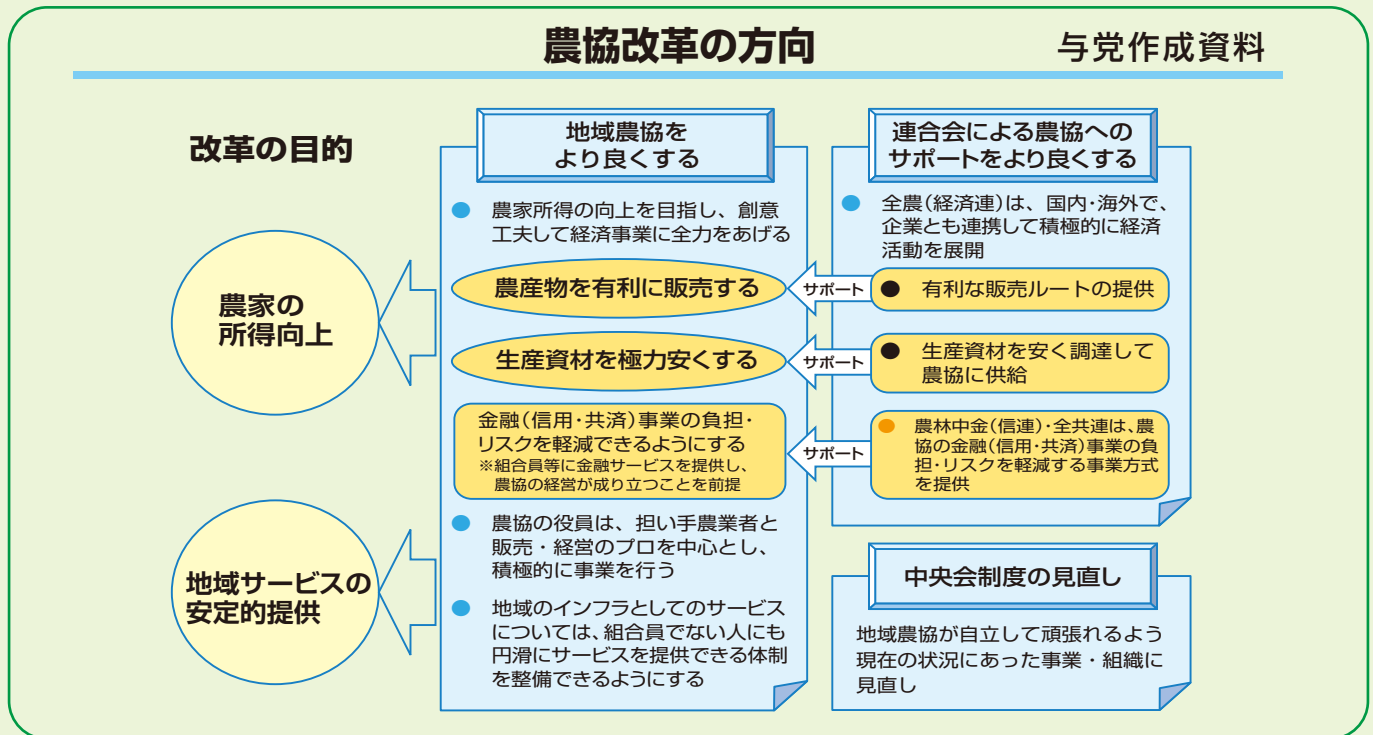 農協改革の方向
与党作成資料
改革の目的
農家の
所得向上
地域サービスの
安定的提供
地域農協を
より良くする
● 農家所得の向上を目指し、創意
工夫して経済事業に全力をあげる
農産物を有利に販売する
生産資材を極力安くする
金融(信用・共済)事業の負担・
リスクを軽減できるようにする
※組合員等に金融サービスを提供し、
農協の経営が成り立つことを前提
● 農協の役員は、担い手農業者と
販売・経営のプロを中心とし、
積極的に事業を行う
● 地域のインフラとしてのサービス
については、組合員でない人にも
円滑にサービスを提供できる体制
を整備できるようにする
サポート
サポート
サポート
連合会による農協への
サポートをより良くする
● 全農(経済連)は、国内・海外で、
企業とも連携して積極的に経済
活動を展開
● 有利な販売ルートの提供
● 生産資材を安く調達して
農協に供給
● 農林中金(信連)・全共連は、農
協の金融(信用・共済)事業の負
担・リスクを軽減する事業方式
を提供
中央会制度の見直し
地域農協が自立して頑張れるよう
現在の状況にあった事業・組織に
見直し